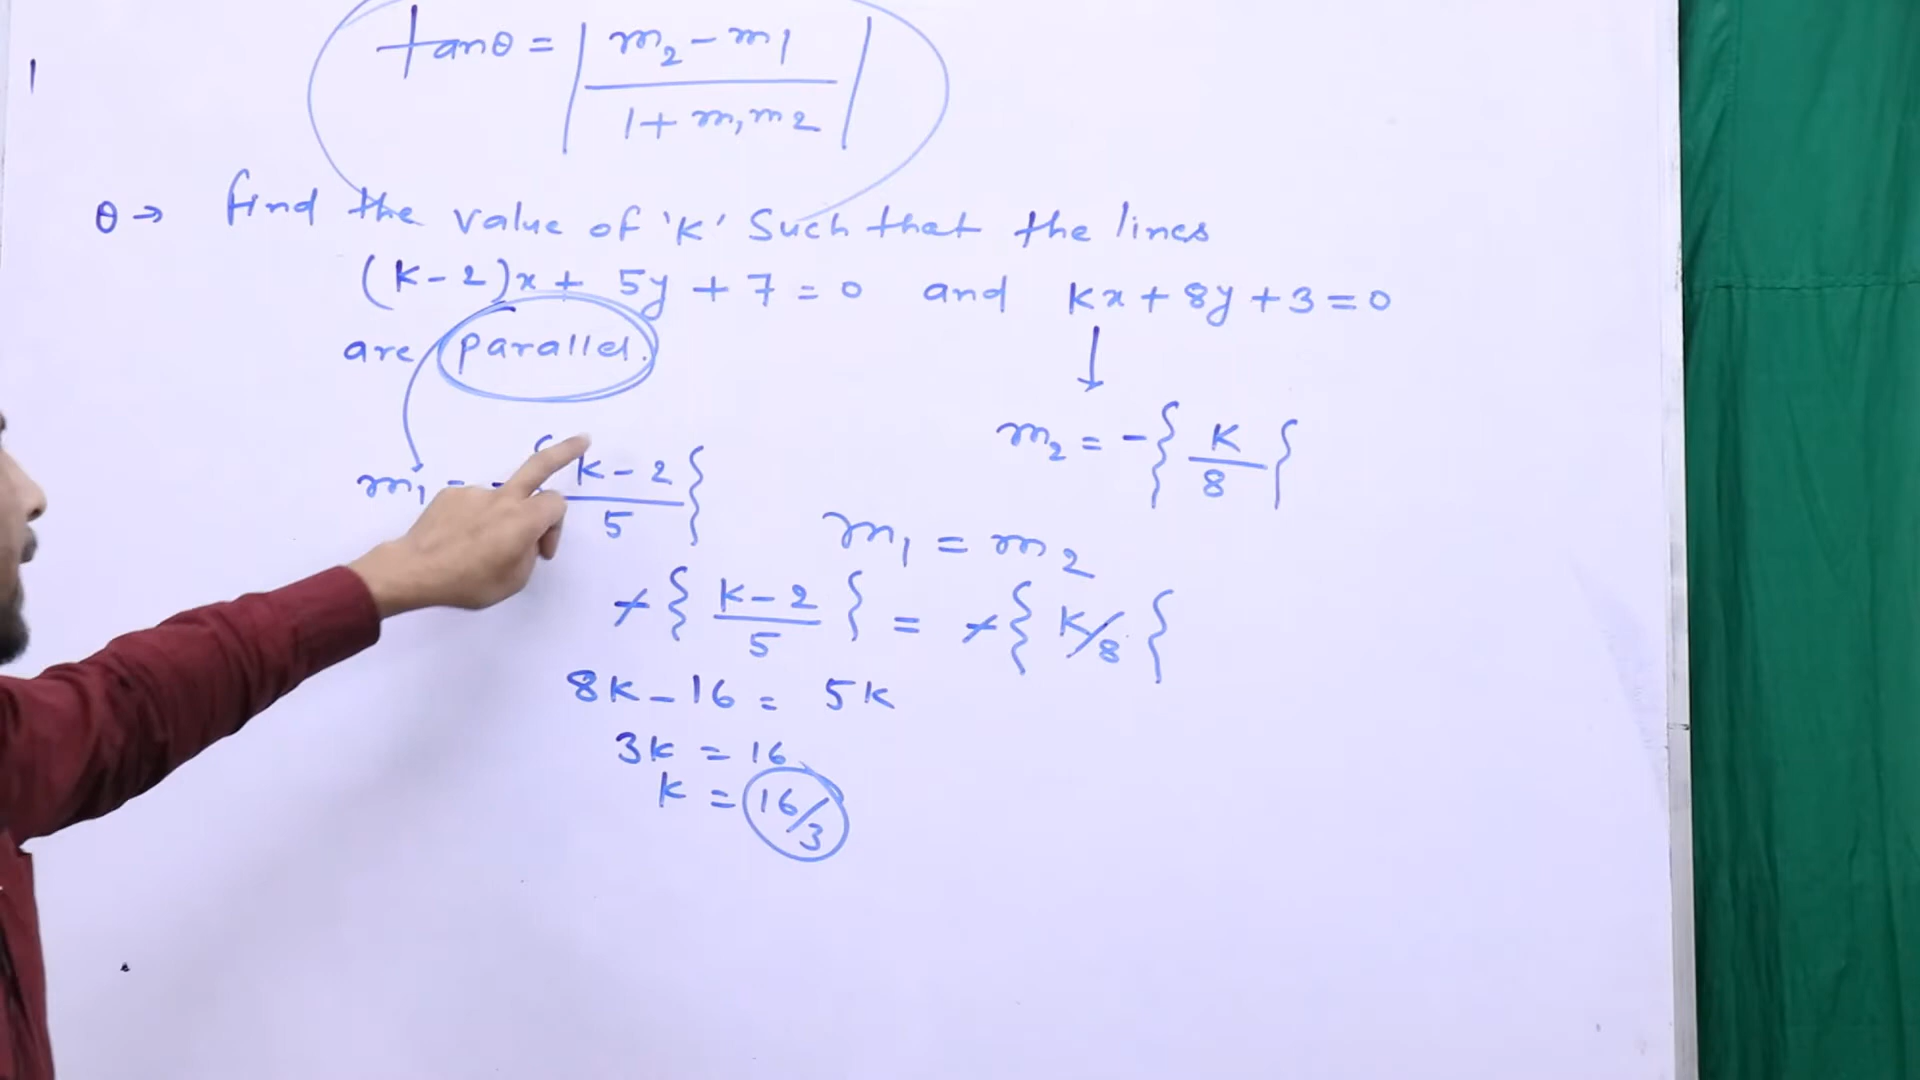 tanθ = | m₂ - m₁ / 1 + m₁m₂ |
θ → find the value of 'K' such that the lines
(K-2)x + 5y + 7 = 0 and Kx + 8y + 3 = 0
are parallel.
m₁ = - { K-2 / 5 }
m₂ = - { K / 8 }
m₁ = m₂
- { K-2 / 5 } = - { K/8 }
8K - 16 = 5K
3K = 16
K = 16/3